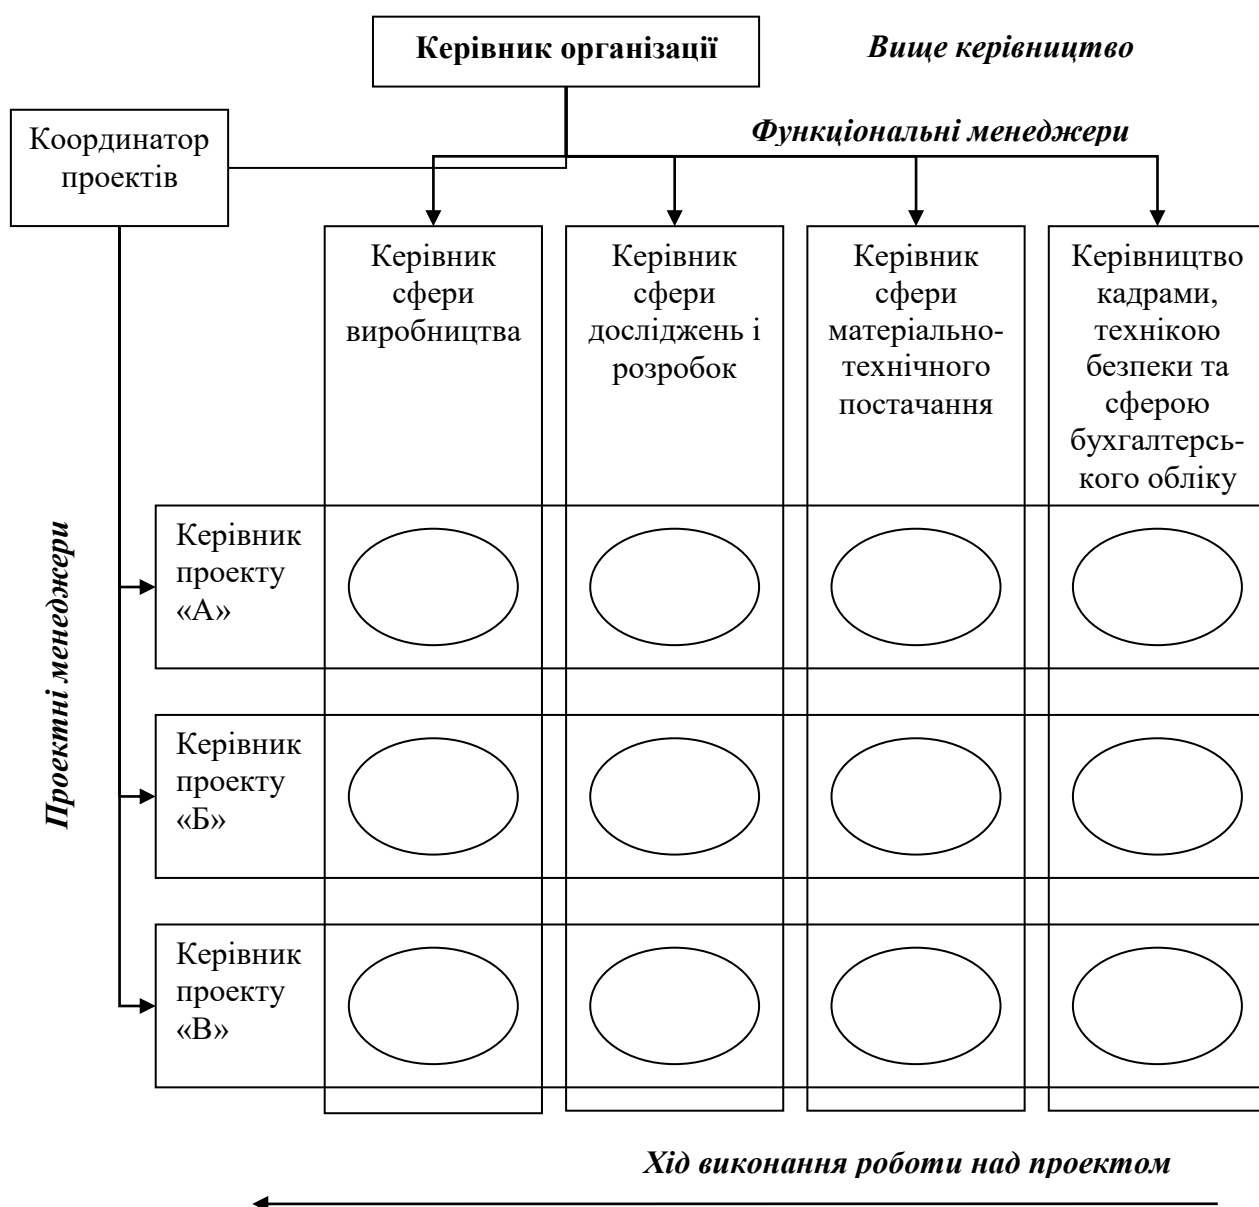 Керівник організації
Вище керівництво
Координатор
проектів
Функціональні менеджери
Керівник
сфери
виробництва
Керівник
сфери
досліджень і
розробок
Керівник
сфери
матеріально-
технічного
постачання
Керівництво
кадрами,
технікою
безпеки та
сферою
бухгалтерсь-
кого обліку
Проектні менеджери
Керівник
проекту
«А»
Керівник
проекту
«Б»
Керівник
проекту
«В»
Хід виконання роботи над проектом